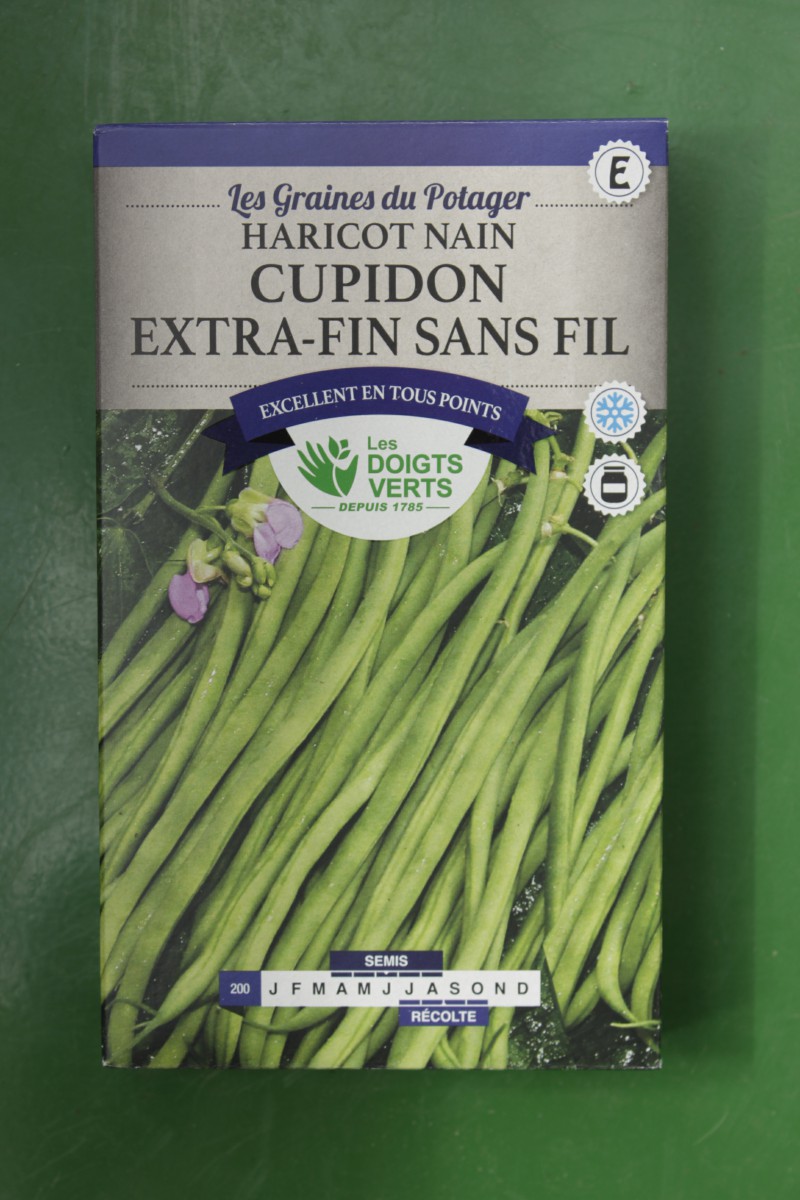 E
Les Graines du Potager
HARICOT NAIN
CUPIDON
EXTRA-FIN SANS FIL
EXCELLENT EN TOUS POINTS
Les
DOIGTS
VERTS
DEPUIS 1785
SEMIS
200 J F M A M J J A S O N D
RÉCOLTE